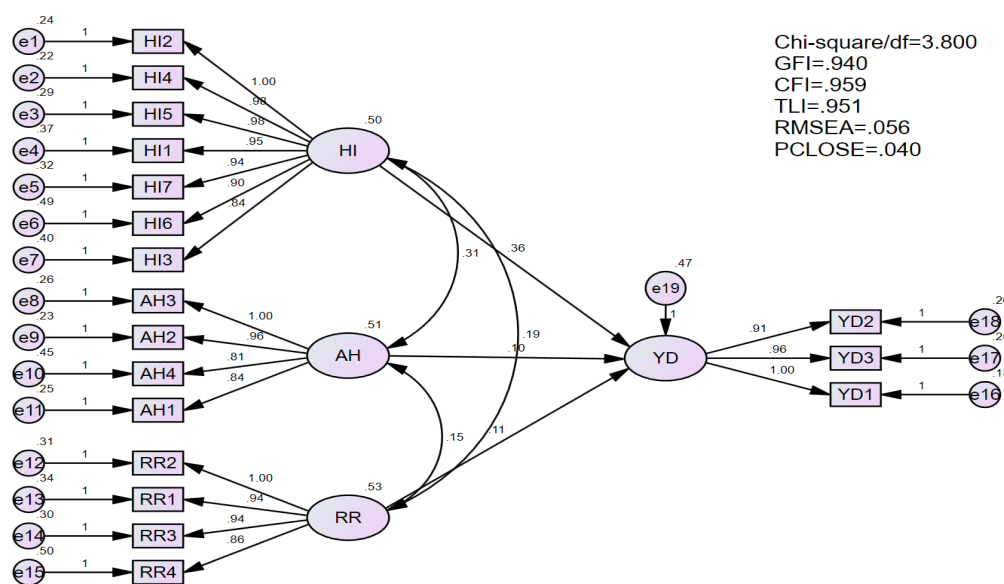 .24
e1 1 HI2
.22
e2 1 HI4
.29
e3 1 HI5
.37
e4 1 HI1
.32
e5 1 HI7
.49
e6 1 HI6
.40
e7 1 HI3
.26
e8 1 AH3
.23
e9 1 AH2
.45
e10 1 AH4
.25
e11 1 AH1
.31
e12 1 RR2
.34
e13 1 RR1
.30
e14 1 RR3
.50
e15 1 RR4
1.00
.98
.98
.95
.94
.90
.84
.50
HI
1.00
.96
.81
.84
.51
AH
1.00
.94
.94
.86
.53
RR
.31
.19
.15
.36
.10
.11
.47
e19
1
YD
.91
.96
1.00
YD2 1 e18
YD3 1 e17
YD1 1 e16
Chi-square/df=3.800
GFI=.940
CFI=.959
TLI=.951
RMSEA=.056
PCLOSE=.040